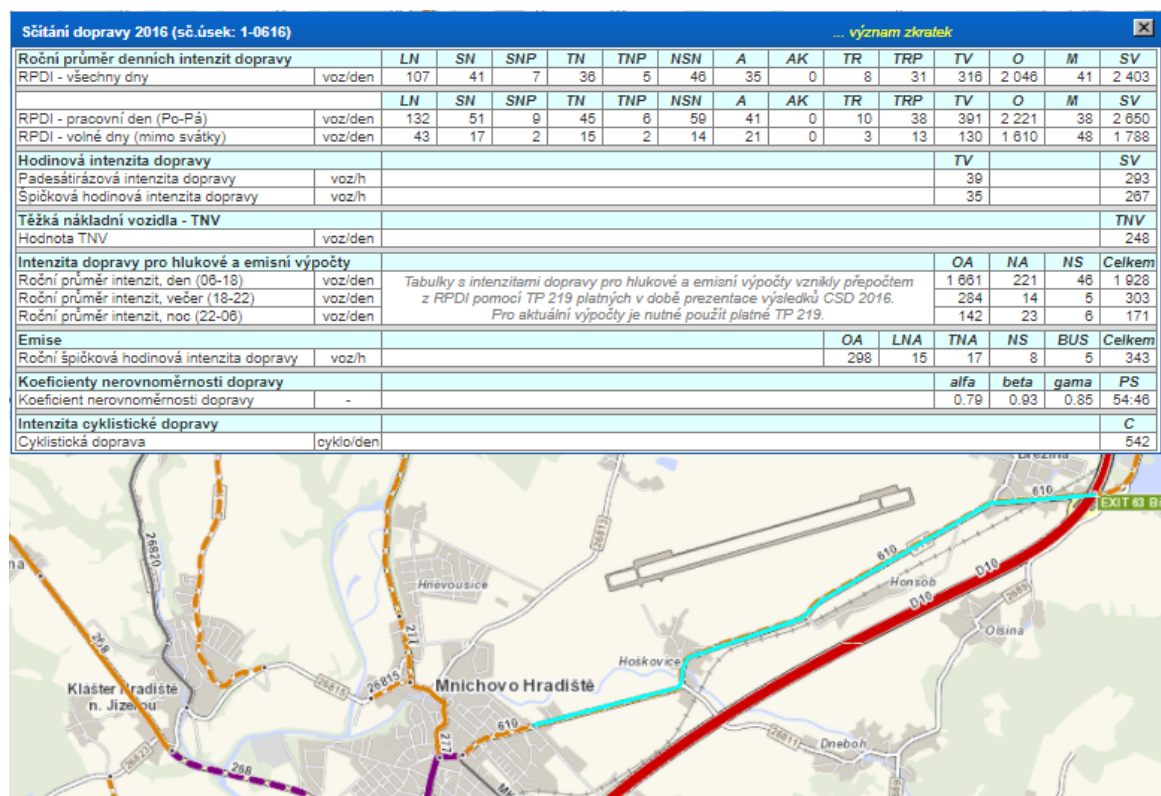 Sčítání dopravy 2016 (sč.úsek: 1-0616) ... význam zkratek
Roční průměr denních intenzit dopravy LN SN SNP TN TNP NSN A AK TR TRP TV O M SV
RPDI - všechny dny voz/den 107 41 7 36 5 46 35 0 8 31 316 2 046 41 2 403
LN SN SNP TN TNP NSN A AK TR TRP TV O M SV
RPDI - pracovní den (Po-Pá) voz/den 132 51 9 45 6 59 41 0 10 38 391 2 221 38 2 650
RPDI - volné dny (mimo svátky) voz/den 43 17 2 15 2 14 21 0 3 13 130 1 610 48 1 788
Hodinová intenzita dopravy TV SV
Padesátirázová intenzita dopravy voz/h 39 293
Špičková hodinová intenzita dopravy voz/h 35 267
Těžká nákladní vozidla - TNV TNV
Hodnota TNV voz/den 248
Intenzita dopravy pro hlukové a emisní výpočty OA NA NS Celkem
Roční průměr intenzit, den (06-18) voz/den Tabulky s intenzitami dopravy pro hlukové a emisní výpočty vznikly přepočtem 1 661 221 46 1 928
Roční průměr intenzit, večer (18-22) voz/den z RPDI pomocí TP 219 platných v době prezentace výsledků CSD 2016. 284 14 5 303
Roční průměr intenzit, noc (22-06) voz/den Pro aktuální výpočty je nutné použít platné TP 219. 142 23 6 171
Emise OA LNA TNA NS BUS Celkem
Roční špičková hodinová intenzita dopravy voz/h 298 15 17 8 5 343
Koeficienty nerovnoměrnosti dopravy alfa beta gama PS
Koeficient nerovnoměrnosti dopravy - 0.79 0.93 0.85 54:46
Intenzita cyklistické dopravy C
Cyklistická doprava cyklo/den 542
Březina
610
EXIT 63 B
26820
26813
610
Hněvousice
Honsob
D10
D10
2689
Olšina
268
277
Hoškovice
Klášter Hradiště
n. Jizerou
26815
26815
Mnichovo Hradiště
610
277
26811
Dneboh
26823
268